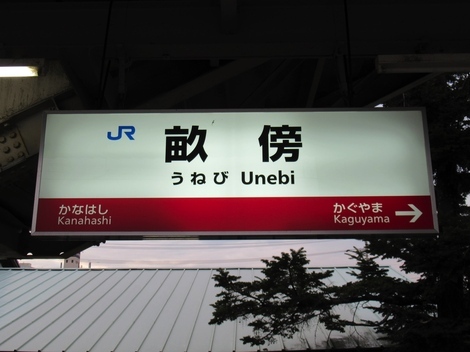 JR 畝傍
うねび Unebi
かなはし かぐやま
Kanahashi Kaguyama →